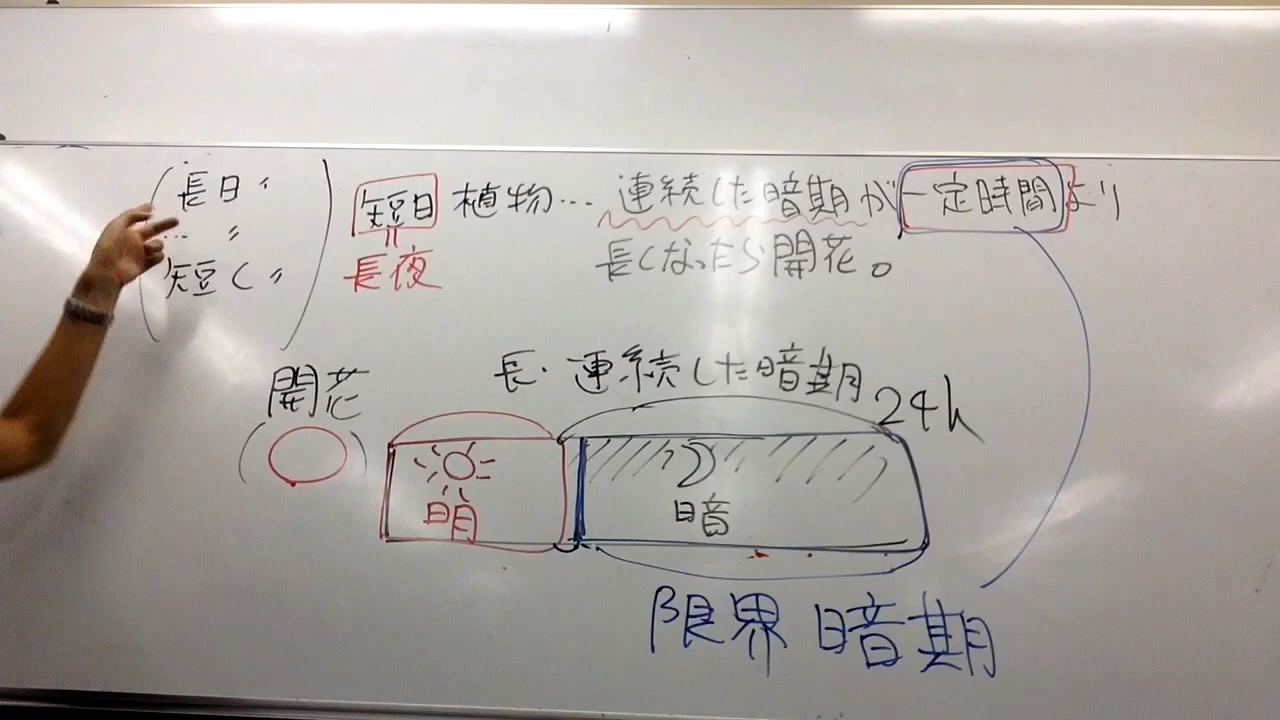 長日〃
… 〃
短く〃
短日植物… 連続した暗期が一定時間より
長くなったら開花。
長夜
長・連続した暗期
24h
開花
明
暗
限界暗期